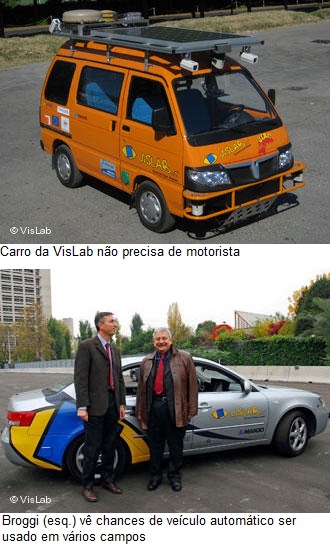 VISLAB
© VisLab
Carro da VisLab não precisa de motorista
VISLAB
© VisLab
Broggi (esq.) vê chances de veículo automático ser
usado em vários campos